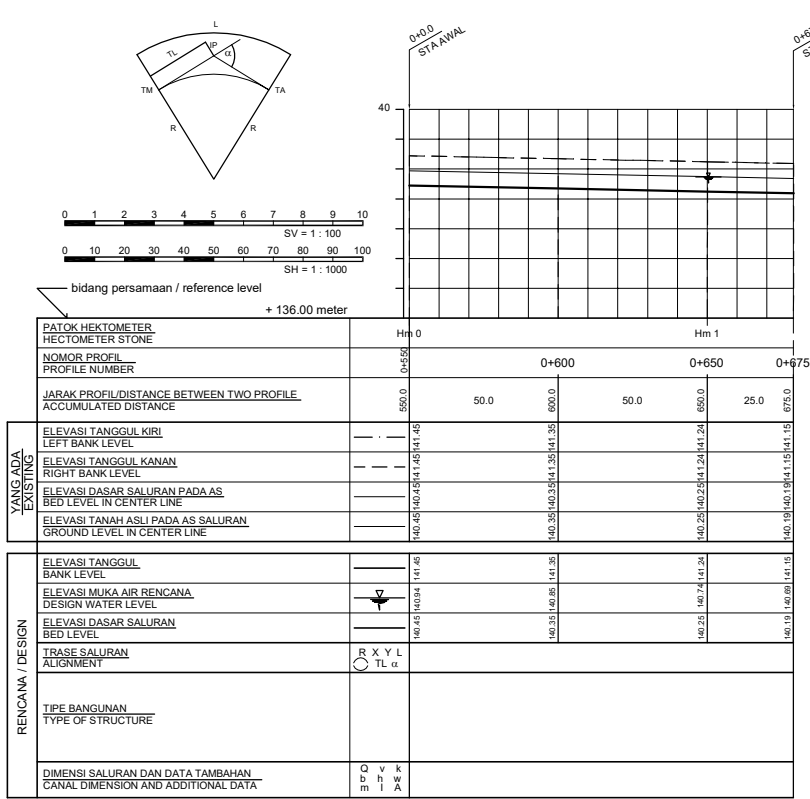 L
TL
IP
α
TM
TA
R
R
0+0.0
STA AWAL
40
0 1 2 3 4 5 6 7 8 9 10
SV = 1 : 100
0 10 20 30 40 50 60 70 80 90 100
SH = 1 : 1000
bidang persamaan / reference level
+ 136.00 meter
PATOK HEKTOMETER
HECTOMETER STONE
Hm 0
Hm 1
NOMOR PROFIL
PROFILE NUMBER
0+550
0+600
0+650
0+675
JARAK PROFIL/DISTANCE BETWEEN TWO PROFILE
ACCUMULATED DISTANCE
550.0
50.0
600.0
50.0
650.0
25.0
675.0
YANG ADA
EXISTING
ELEVASI TANGGUL KIRI
LEFT BANK LEVEL
141.45
141.35
141.24
141.15
ELEVASI TANGGUL KANAN
RIGHT BANK LEVEL
141.45
141.35
141.24
141.15
ELEVASI DASAR SALURAN PADA AS
BED LEVEL IN CENTER LINE
140.45
140.35
140.25
140.19
ELEVASI TANAH ASLI PADA AS SALURAN
GROUND LEVEL IN CENTER LINE
140.45
140.35
140.25
140.19
RENCANA / DESIGN
ELEVASI TANGGUL
BANK LEVEL
141.45
141.35
141.24
141.15
ELEVASI MUKA AIR RENCANA
DESIGN WATER LEVEL
140.94
140.85
140.74
140.69
ELEVASI DASAR SALURAN
BED LEVEL
140.45
140.35
140.25
140.19
TRASE SALURAN
ALIGNMENT
R X Y L
TL α
TIPE BANGUNAN
TYPE OF STRUCTURE
DIMENSI SALURAN DAN DATA TAMBAHAN
CANAL DIMENSION AND ADDITIONAL DATA
Q v k
b h w
m I A